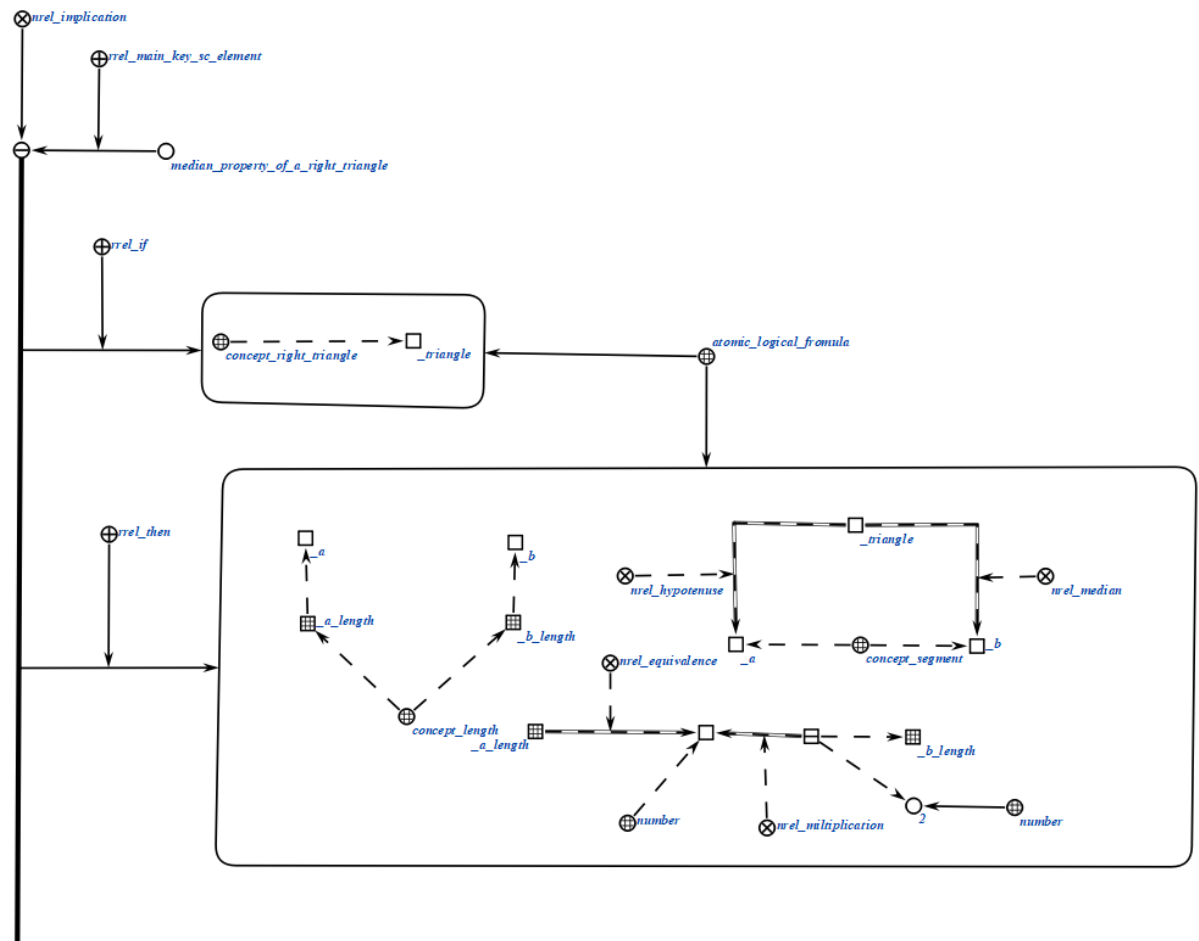 nrel_implication
rrel_main_key_sc_element
median_property_of_a_right_triangle
rrel_if
concept_right_triangle
_triangle
atomic_logical_fromula
rrel_then
_a
_b
_triangle
nrel_hypotenuse
nrel_median
_a_length
_b_length
_a
concept_segment
_b
nrel_equivalence
concept_length
_a_length
_b_length
number
nrel_miltiplication
2
number